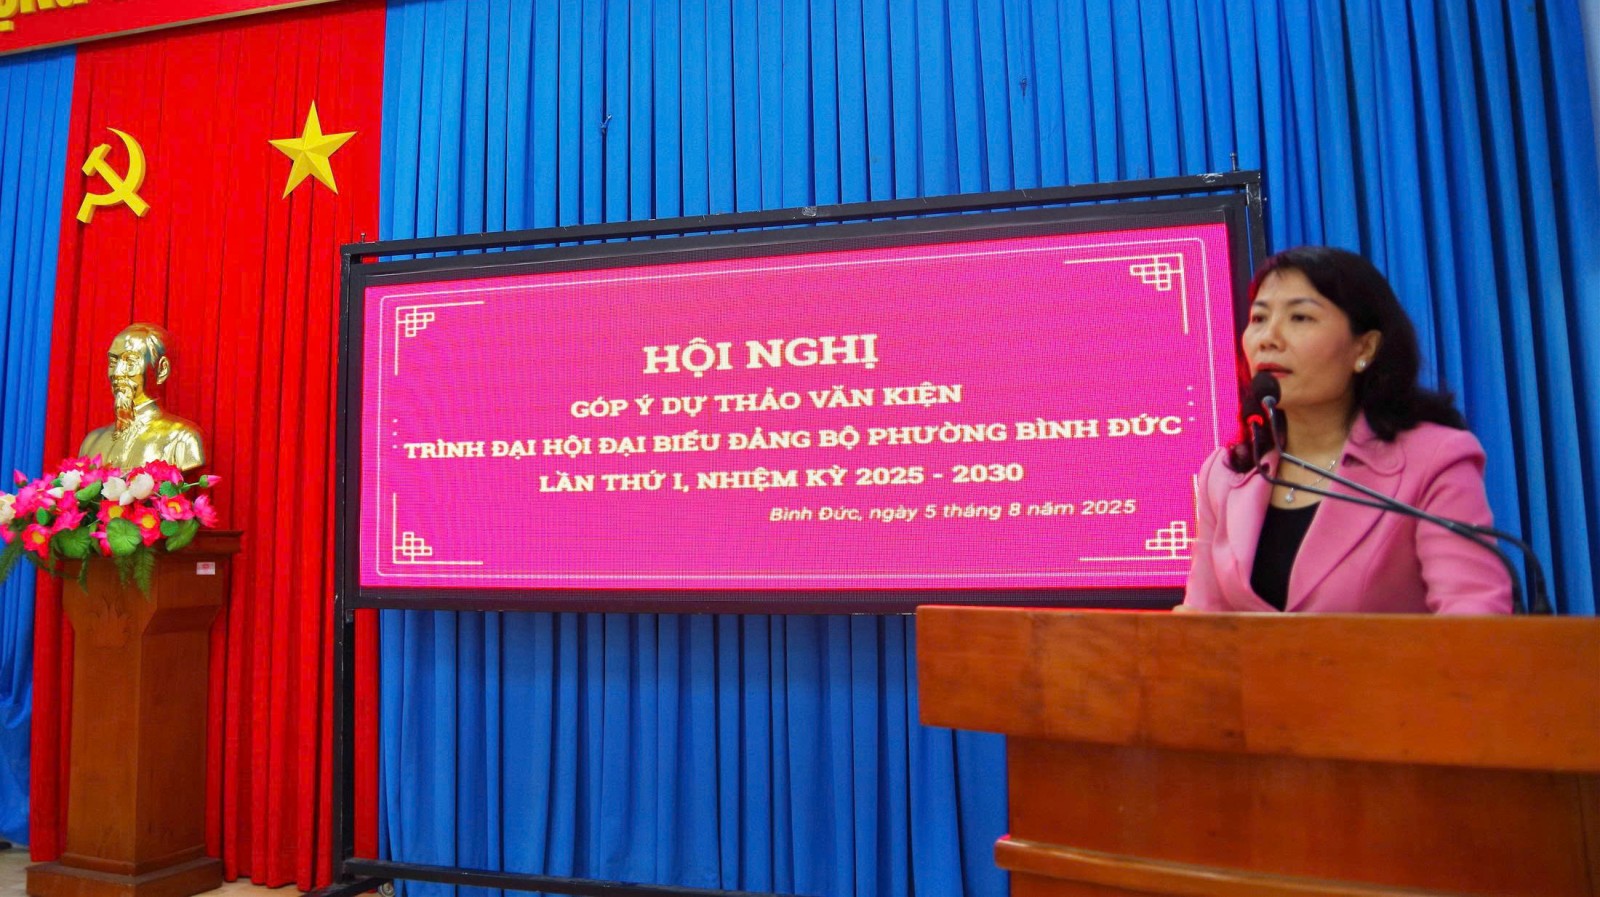 HỘI NGHỊ
GÓP Ý DỰ THẢO VĂN KIỆN
TRÌNH ĐẠI HỘI ĐẠI BIỂU ĐẢNG BỘ PHƯỜNG BÌNH ĐỨC
LẦN THỨ I, NHIỆM KỲ 2025 - 2030
Bình Đức, ngày 5 tháng 8 năm 2025